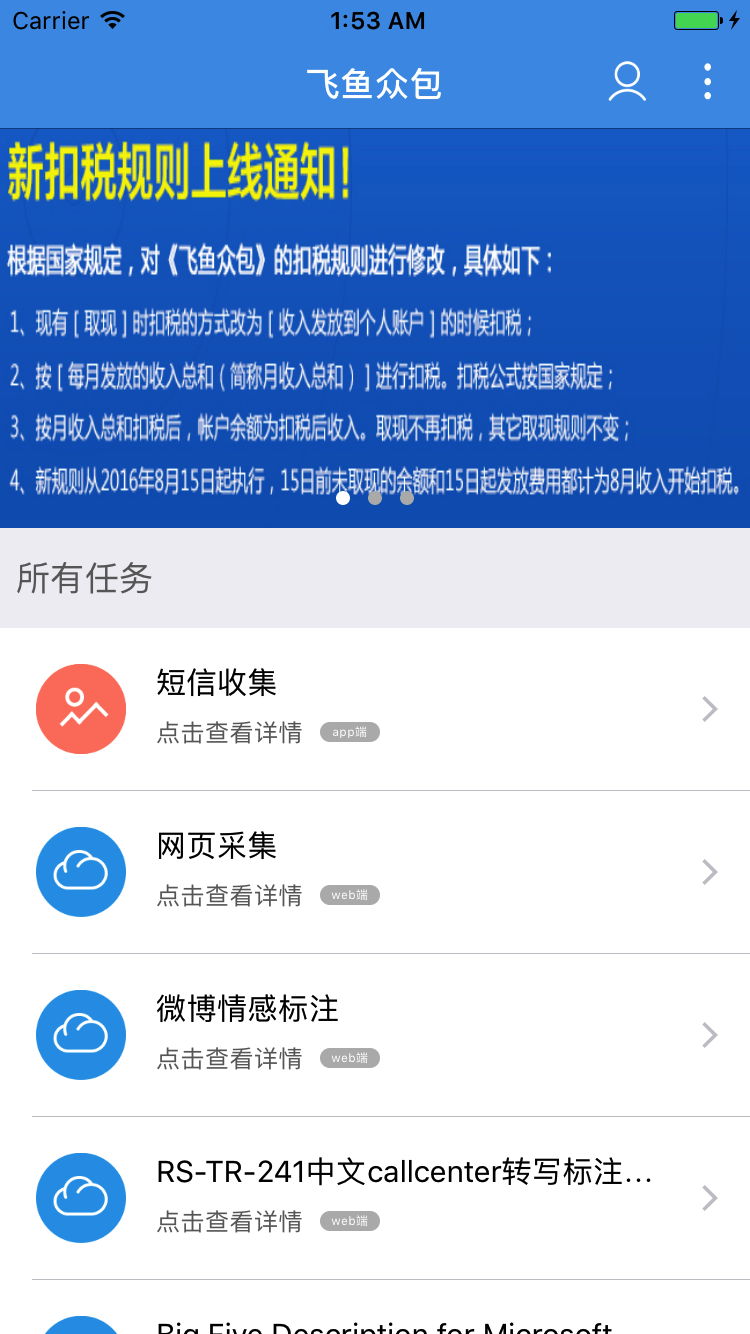 Carrier 1:53 AM
飞鱼众包
新扣税规则上线通知！
根据国家规定，对《飞鱼众包》的扣税规则进行修改，具体如下：
1、现有 [ 取现 ] 时扣税的方式改为 [ 收入发放到个人账户 ] 的时候扣税；
2、按 [ 每月发放的收入总和（简称月收入总和）] 进行扣税。扣税公式按国家规定；
3、按月收入总和扣税后，帐户余额为扣税后收入。取现不再扣税，其它取现规则不变；
4、新规则从2016年8月15日起执行，15日前未取现的余额和15日起发放费用都计为8月收入开始扣税。
所有任务
短信收集
点击查看详情 app端
网页采集
点击查看详情 web端
微博情感标注
点击查看详情 web端
RS-TR-241中文callcenter转写标注...
点击查看详情 web端
Big Five Description for Microsoft